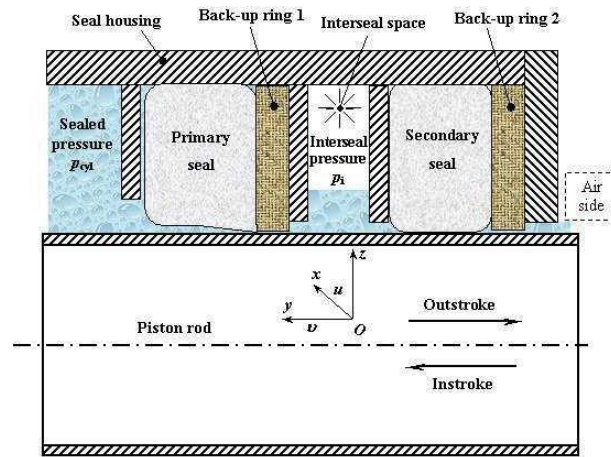 Back-up ring 1
Interseal space
Back-up ring 2
Seal housing
Sealed
pressure
Pcyl
Primary
seal
Interseal
pressure
Pi
Secondary
seal
Air
side
z
x
u
y
υ
O
Piston rod
Outstroke
Instroke